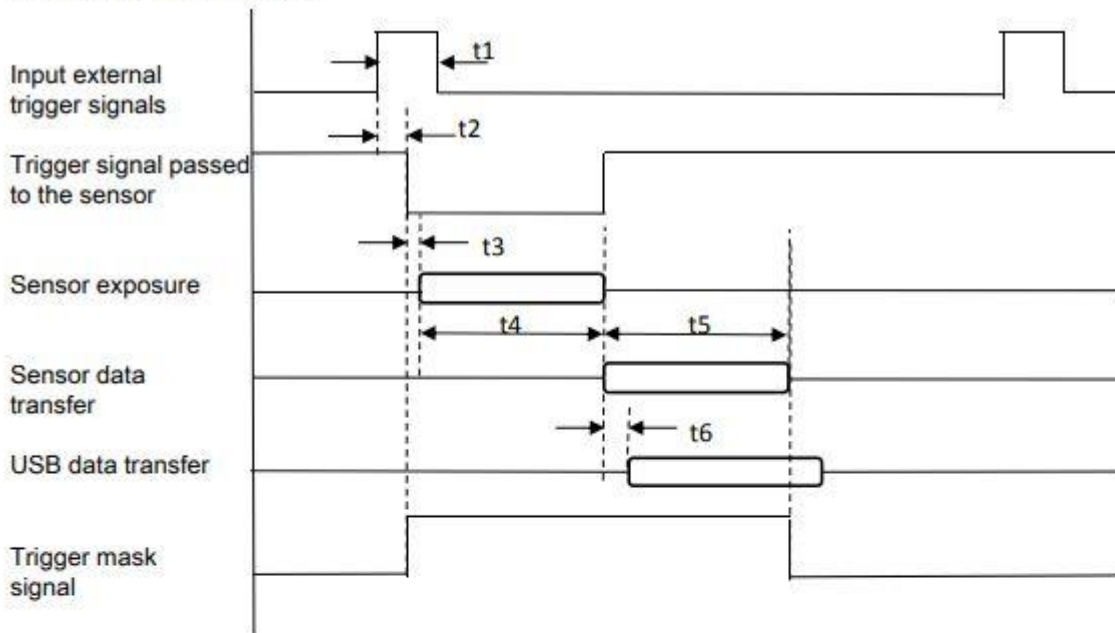 Input external
trigger signals
t1
t2
Trigger signal passed
to the sensor
t3
Sensor exposure
t4
t5
Sensor data
transfer
t6
USB data transfer
Trigger mask
signal